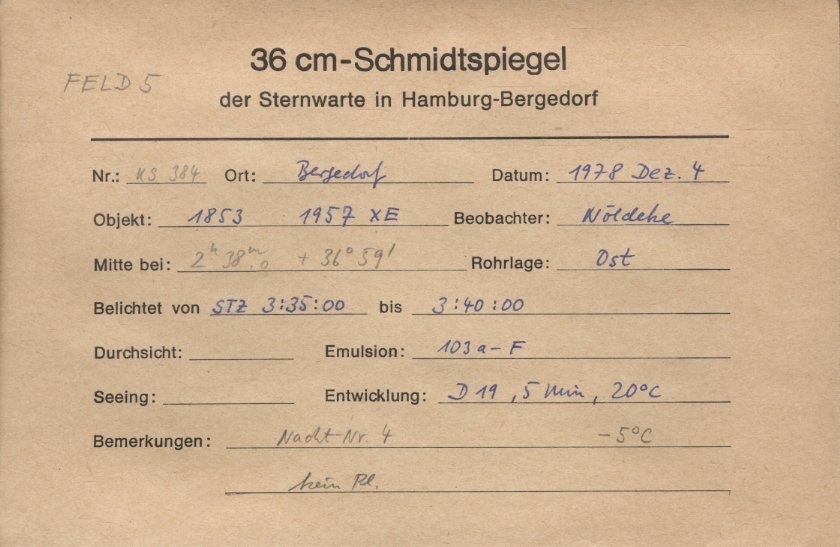 36 cm-Schmidtspiegel
FELD 5
der Sternwarte in Hamburg-Bergedorf
Nr.: KS 384 Ort: Bergedorf Datum: 1978 Dez. 4
Objekt: 1853 1957 XE Beobachter: Nöldeke
Mitte bei: 2h 38m.0 + 36° 59' Rohrlage: Ost
Belichtet von STZ 3:35:00 bis 3:40:00
Durchsicht: Emulsion: 103a-F
Seeing: Entwicklung: D 19, 5 Min, 20°C
Bemerkungen: Nacht-Nr. 4 -5°C
kein Pl.